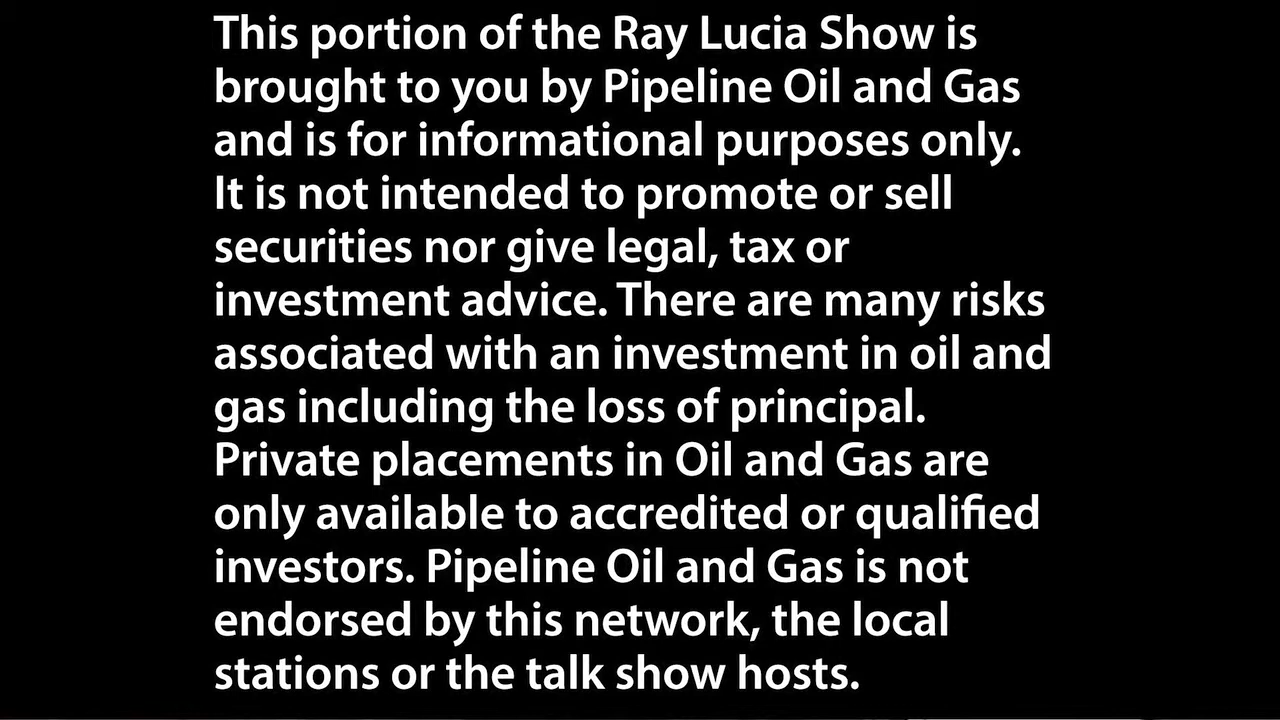 This portion of the Ray Lucia Show is
brought to you by Pipeline Oil and Gas
and is for informational purposes only.
It is not intended to promote or sell
securities nor give legal, tax or
investment advice. There are many risks
associated with an investment in oil and
gas including the loss of principal.
Private placements in Oil and Gas are
only available to accredited or qualified
investors. Pipeline Oil and Gas is not
endorsed by this network, the local
stations or the talk show hosts.